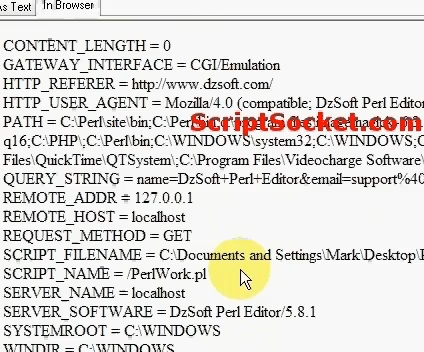 As Text In Browser
CONTENT_LENGTH = 0
GATEWAY_INTERFACE = CGI/Emulation
HTTP_REFERER = http://www.dzsoft.com/
HTTP_USER_AGENT = Mozilla/4.0 (compatible; DzSoft Perl Editor
PATH = C:\Perl\site\bin;C:\Perl\bin;C:\
ScriptSocket.com
q16;C:\PHP\;C:\Perl\bin;C:\WINDOWS\system32;C:\WINDOWS;C
Files\QuickTime\QTSystem\;C:\Program Files\Videocharge Software\
QUERY_STRING = name=DzSoft+Perl+Editor&email=support%40
REMOTE_ADDR = 127.0.0.1
REMOTE_HOST = localhost
REQUEST_METHOD = GET
SCRIPT_FILENAME = C:\Documents and Settings\Mark\Desktop\
SCRIPT_NAME = /PerlWork.pl
SERVER_NAME = localhost
SERVER_SOFTWARE = DzSoft Perl Editor/5.8.1
SYSTEMROOT = C:\WINDOWS
WINDIR = C:\WINDOWS